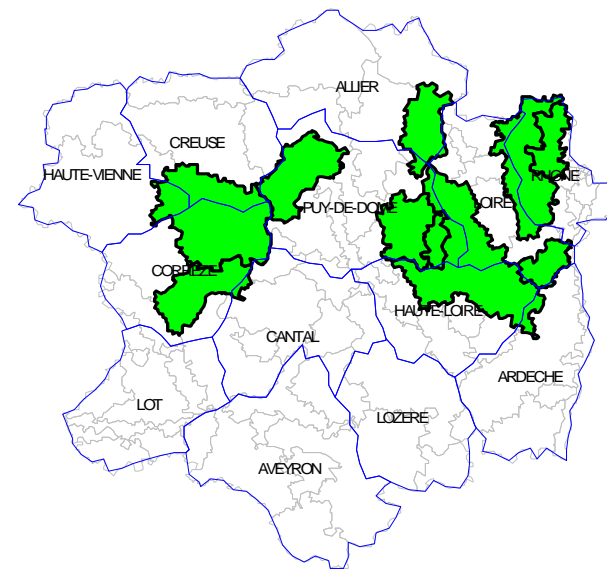 ALLIER
CREUSE
HAUTE-VIENNE
RHONE
PUY-DE-DOME
LOIRE
CORREZE
HAUTE-LOIRE
CANTAL
ARDECHE
LOT
LOZERE
AVEYRON